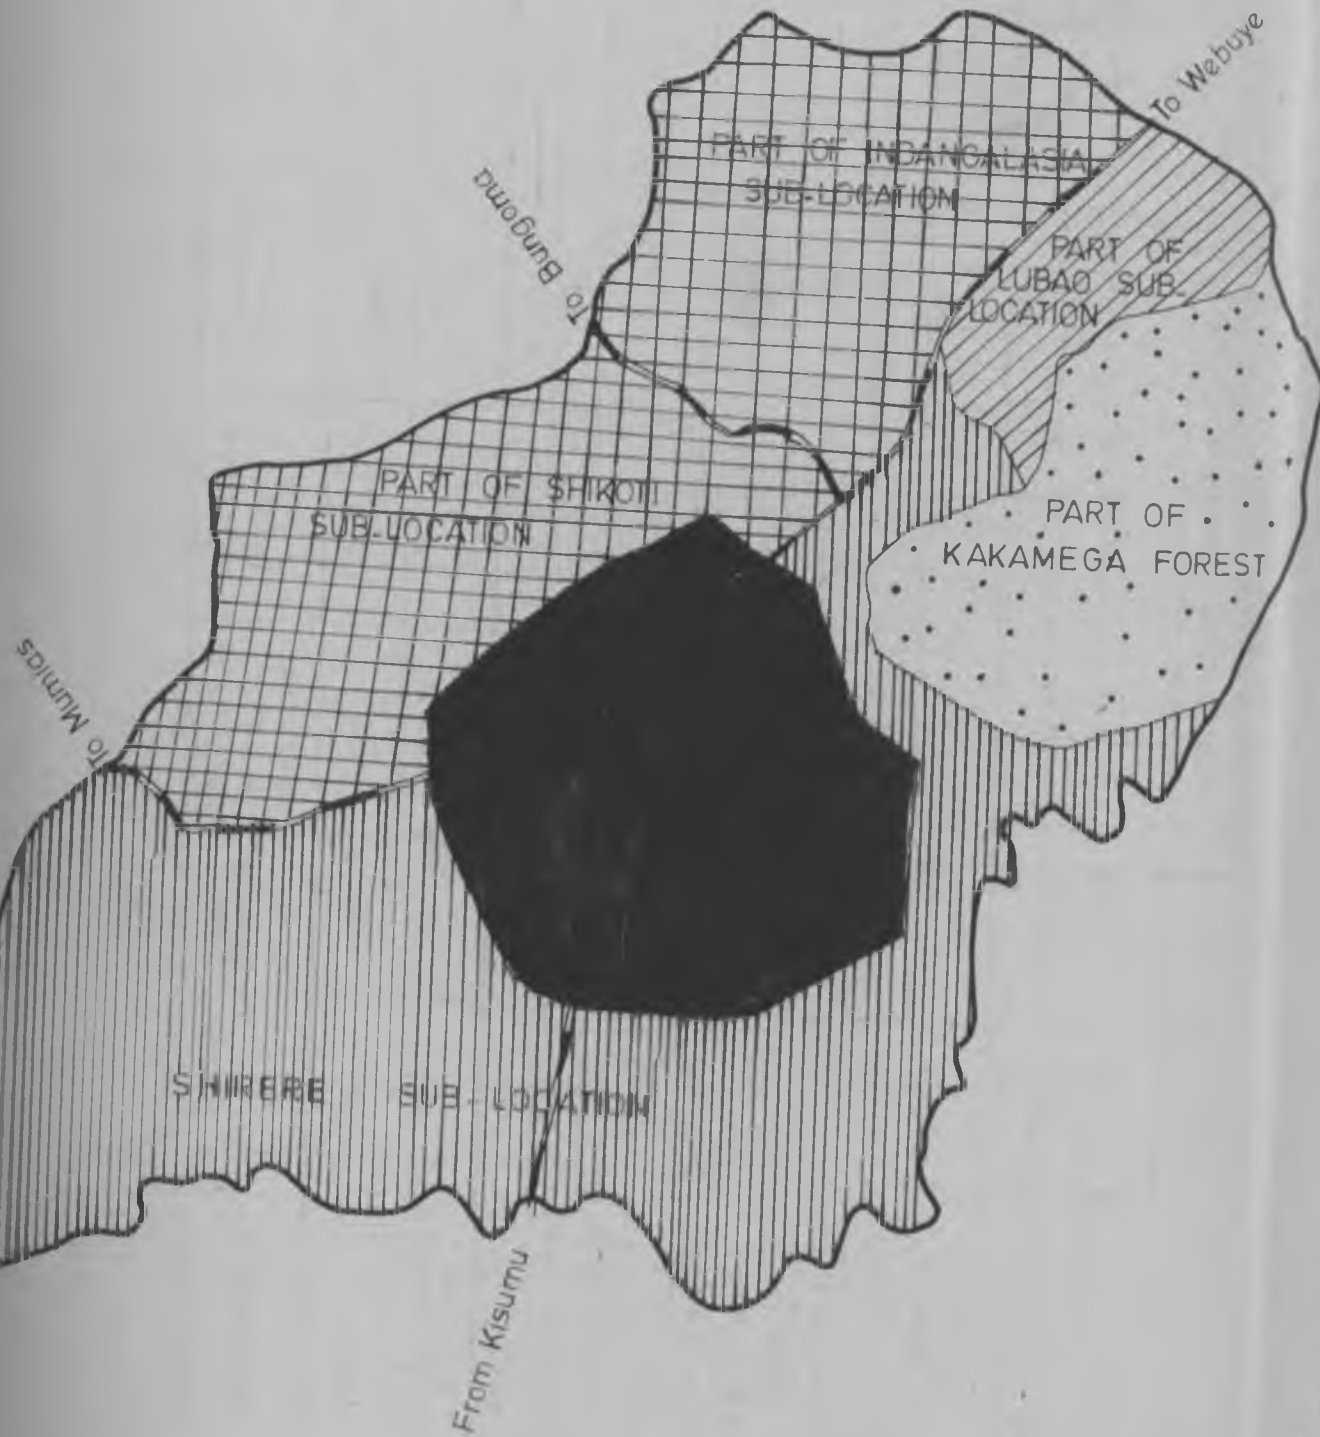 To Webuye
PART OF INDANGALASIA
SUB-LOCATION
To Bungoma
PART OF
LUBAO SUB-
LOCATION
PART OF SHIKOTI
SUB-LOCATION
PART OF
KAKAMEGA FOREST
To Mumias
SHIRERE SUB-LOCATION
From Kisumu